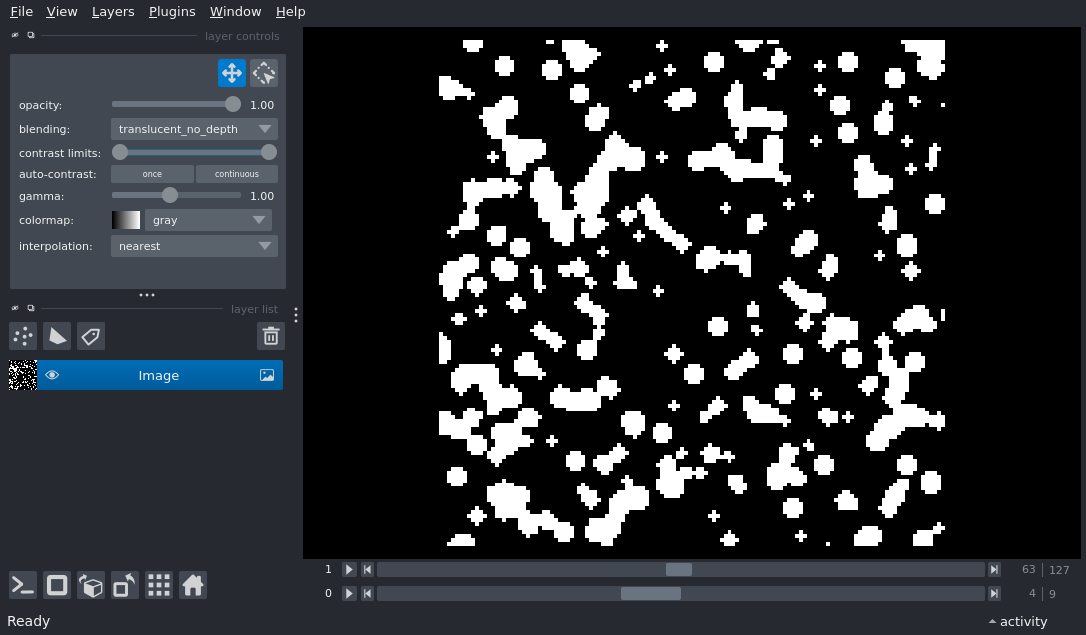 File View Layers Plugins Window Help
layer controls
opacity: 1.00
blending: translucent_no_depth
contrast limits:
auto-contrast: once continuous
gamma: 1.00
colormap: gray
interpolation: nearest
layer list
Image
1 63 127
0 4 9
Ready activity